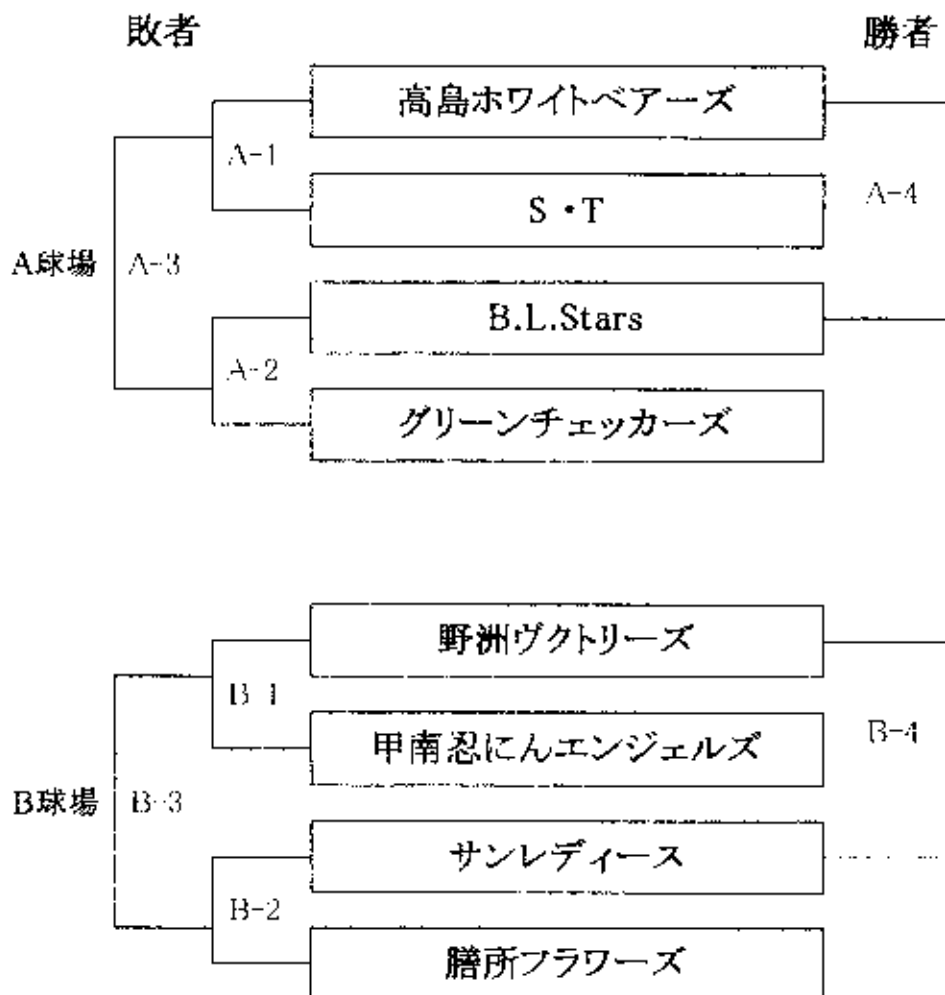 敗者 勝者
高島ホワイトベアーズ
A-1
S・T
A-4
A球場 A-3
B.L.Stars
A-2
グリーンチェッカーズ
野洲ヴクトリーズ
B-1
甲南忍にんエンジェルズ
B-4
B球場 B-3
サンレディース
B-2
膳所フラワーズ